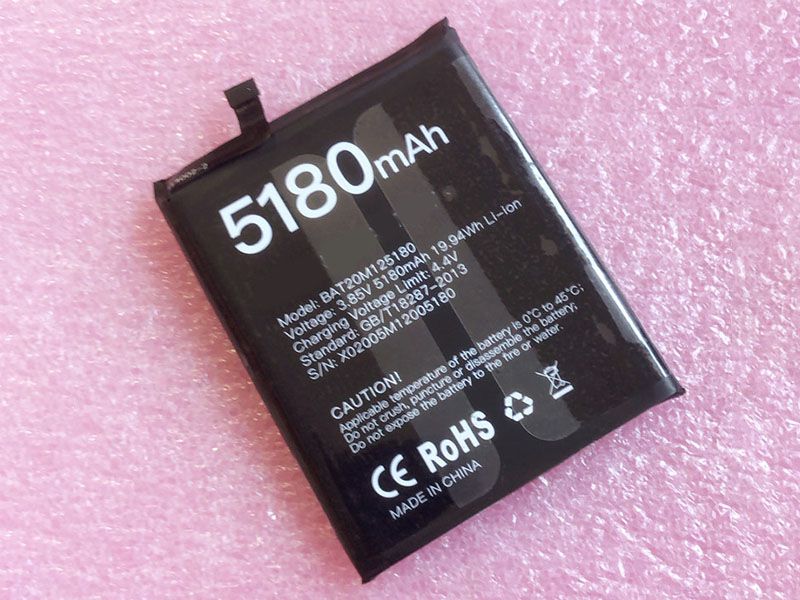 5180mAh
Model: BAT20M125180
Voltage: 3.85V 5180mAh 19.94Wh Li-ion
Charging Voltage Limit: 4.4V
Standard: GB/T18287-2013
S/N: X02005M12005180
CAUTION!
Applicable temperature of the battery is 0°C to 45°C;
Do not crush, puncture or disassemble the battery;
Do not expose the battery to the fire or water.
CE RoHS
MADE IN CHINA